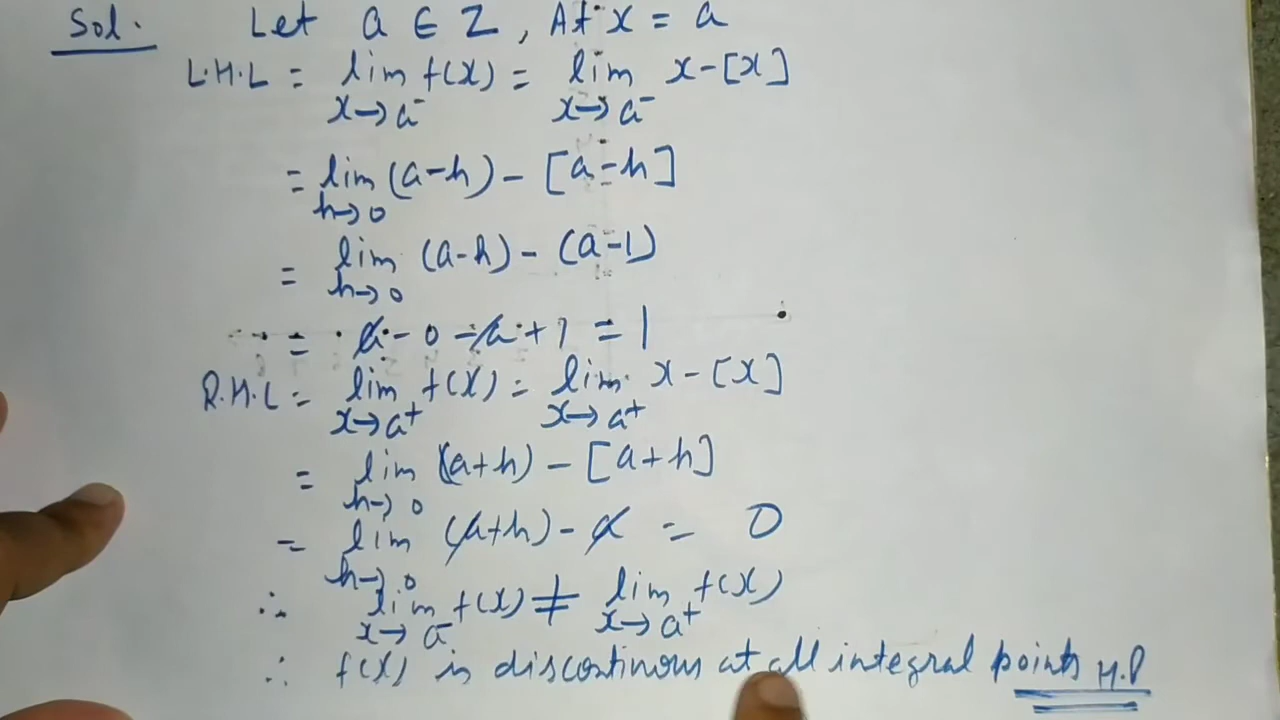 Sol. Let a ∈ Z, At x = a
L.H.L = lim f(x) = lim x-[x]
x→a⁻ x→a⁻
= lim (a-h) - [a-h]
h→0
= lim (a-h) - (a-1)
h→0
= a - 0 - a + 1 = 1
R.H.L = lim f(x) = lim x-[x]
x→a⁺ x→a⁺
= lim (a+h) - [a+h]
h→0
= lim (a+h) - a = 0
h→0
∴ lim f(x) ≠ lim f(x)
x→a⁻ x→a⁺
∴ f(x) is discontinous at all integral points H.P